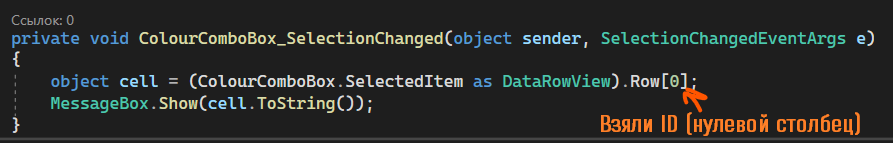 Ссылок: 0
private void ColourComboBox_SelectionChanged(object sender, SelectionChangedEventArgs e)
{
object cell = (ColourComboBox.SelectedItem as DataRowView).Row[0];
MessageBox.Show(cell.ToString());
Взяли ID (нулевой столбец)
}